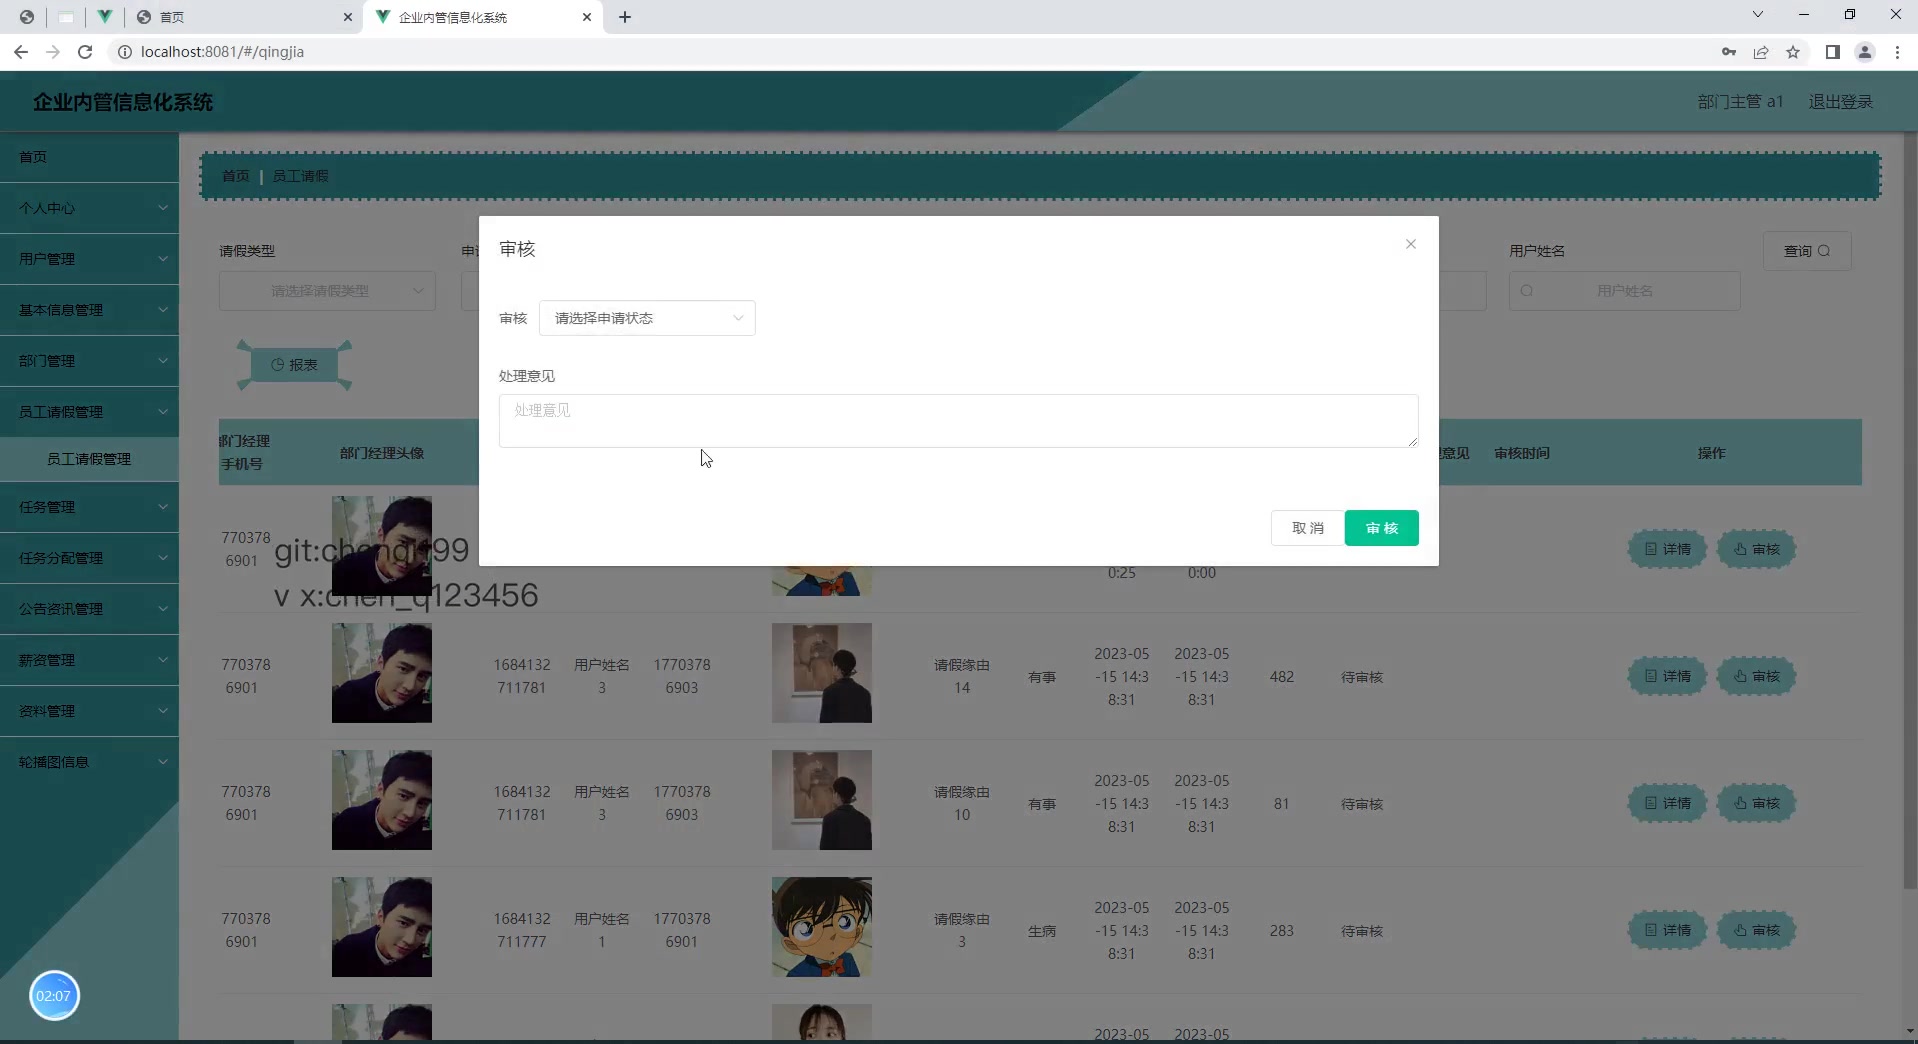 首页
企业内管信息化系统
localhost:8081/#/qingjia
企业内管信息化系统
部门主管 a1
退出登录
首页
个人中心
用户管理
基本信息管理
部门管理
员工请假管理
员工请假管理
任务管理
任务分配管理
公告资讯管理
薪资管理
资料管理
轮播图信息
首页 | 员工请假
请假类型
请选择请假类型
用户姓名
用户姓名
查询
报表
审核
审核 请选择申请状态
处理意见
处理意见
取 消
审 核
部门经理
手机号
部门经理头像
意见
审核时间
操作
770378
6901
0:25
0:00
详情
审核
v x:chen_q123456
770378
6901
1684132
711781
用户姓名
3
1770378
6903
请假缘由
14
有事
2023-05
-15 14:3
8:31
2023-05
-15 14:3
8:31
482
待审核
详情
审核
770378
6901
1684132
711781
用户姓名
3
1770378
6903
请假缘由
10
有事
2023-05
-15 14:3
8:31
2023-05
-15 14:3
8:31
81
待审核
详情
审核
770378
6901
1684132
711777
用户姓名
1
1770378
6901
请假缘由
3
生病
2023-05
-15 14:3
8:31
2023-05
-15 14:3
8:31
283
待审核
详情
审核
2023-05
2023-05
02:07